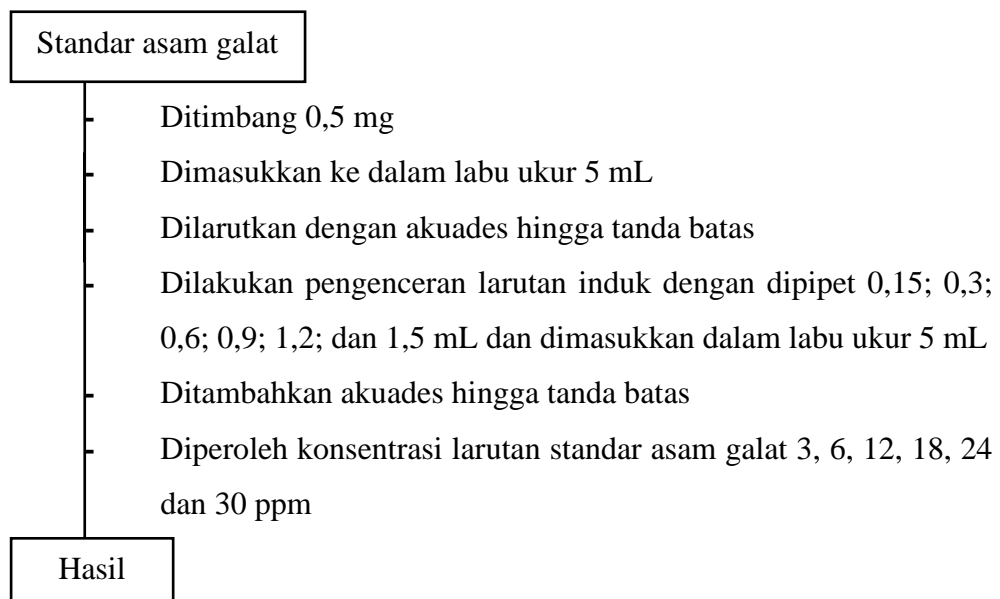 Standar asam galat
- Ditimbang 0,5 mg
- Dimasukkan ke dalam labu ukur 5 mL
- Dilarutkan dengan akuades hingga tanda batas
- Dilakukan pengenceran larutan induk dengan dipipet 0,15; 0,3;
0,6; 0,9; 1,2; dan 1,5 mL dan dimasukkan dalam labu ukur 5 mL
- Ditambahkan akuades hingga tanda batas
- Diperoleh konsentrasi larutan standar asam galat 3, 6, 12, 18, 24
dan 30 ppm
Hasil